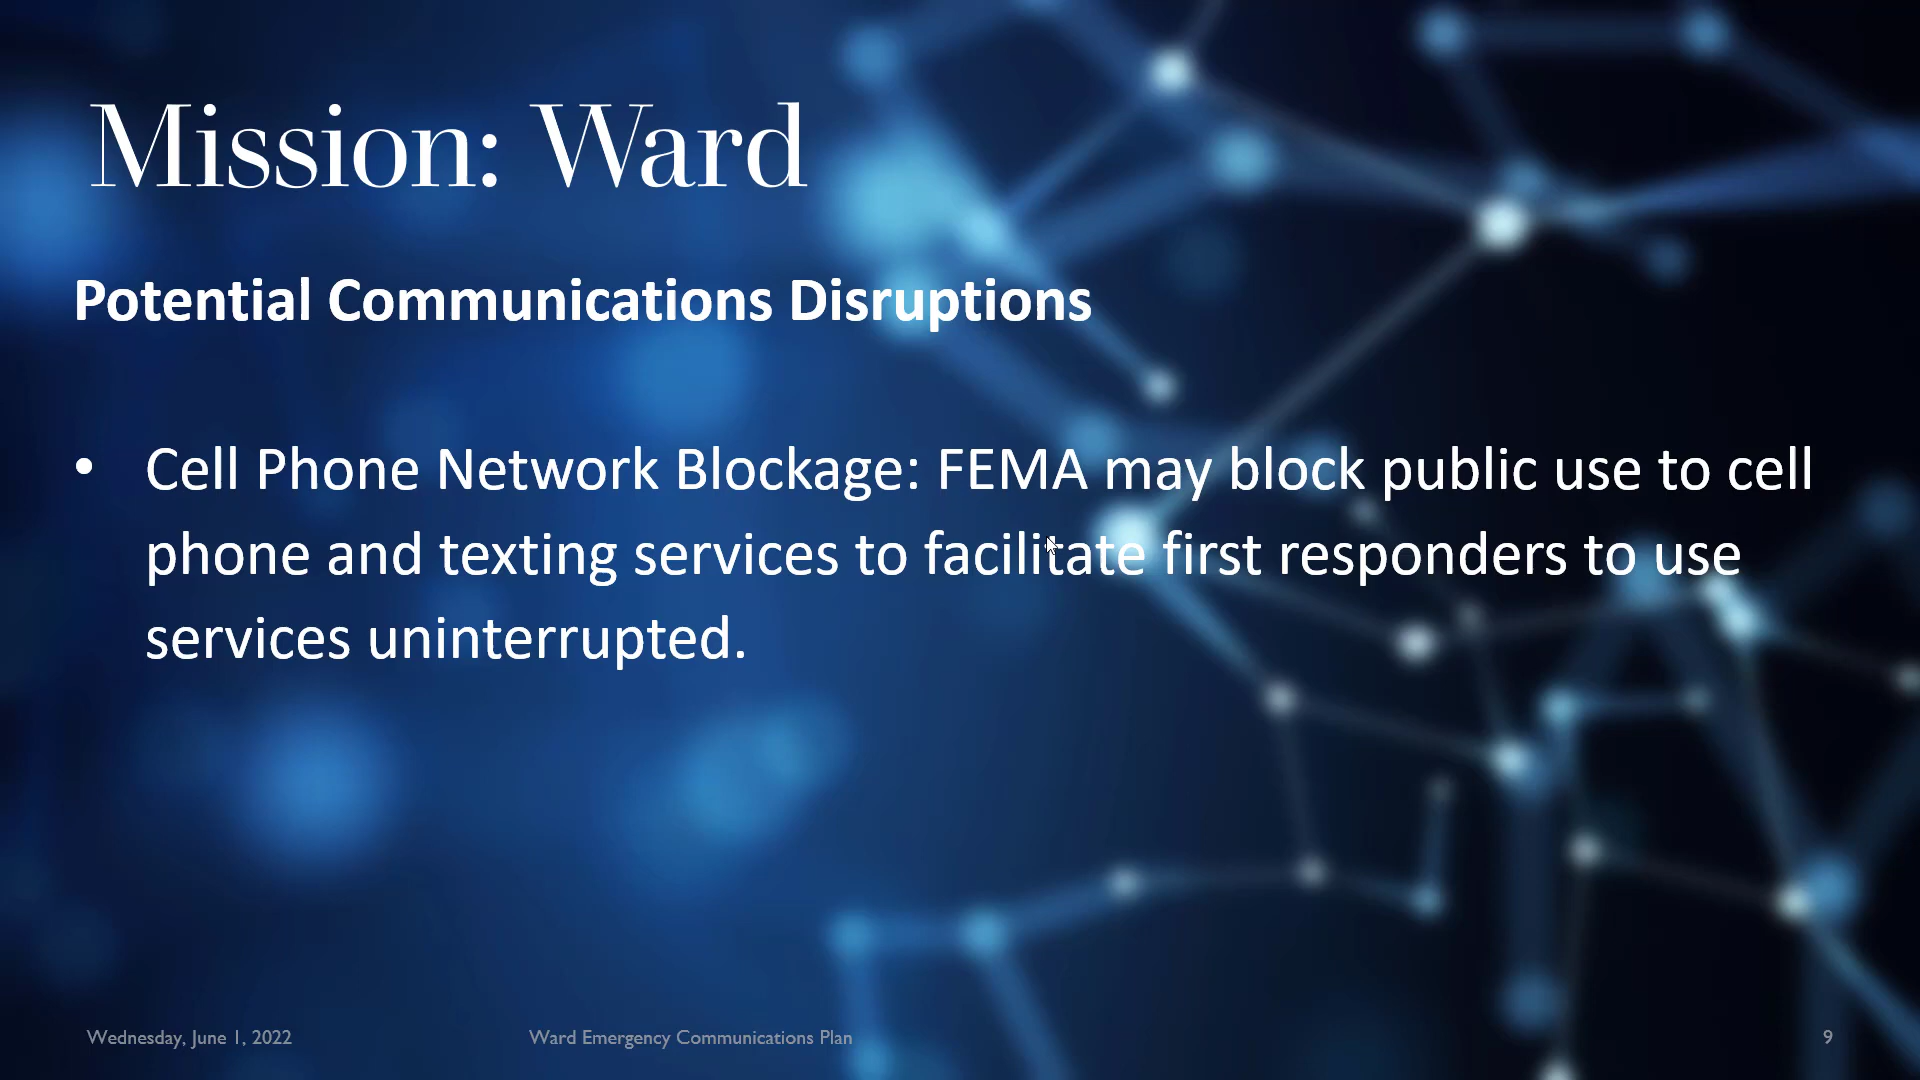 Mission: Ward
Potential Communications Disruptions
• Cell Phone Network Blockage: FEMA may block public use to cell
phone and texting services to facilitate first responders to use
services uninterrupted.
Wednesday, June 1, 2022
Ward Emergency Communications Plan
9